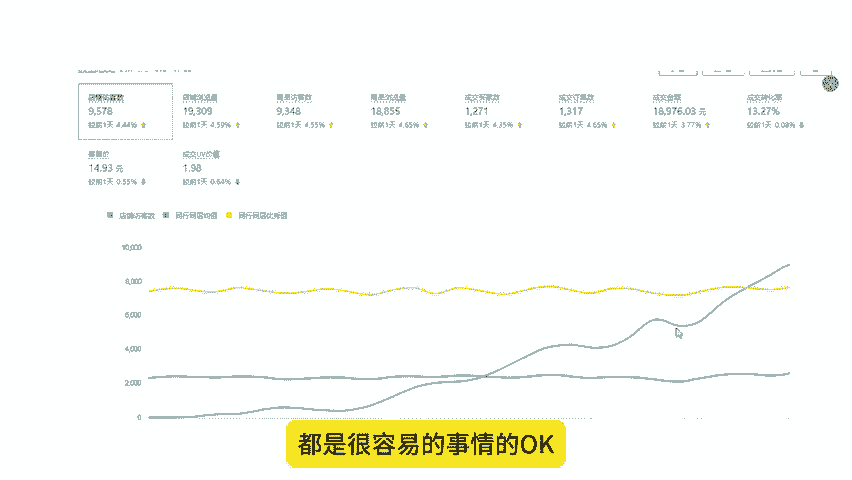 店铺访客数 店铺浏览量 商品访客数 商品浏览量 成交客数 成交订单数 成交金额 成交转化率
9,578 19,309 9,348 18,855 1,271 1,317 18,976.03 元 13.27%
较前1天 4.44% 较前1天 4.59% 较前1天 4.55% 较前1天 4.65% 较前1天 4.35% 较前1天 4.66% 较前1天 3.77% 较前1天 0.08%
客单价 成交UV价值
14.93 元 1.98
较前1天 0.55% 较前1天 0.64%
店铺访客数 同行同层均值 同行同层优秀值
10,000
8,000
6,000
4,000
2,000
0
都是很容易的事情的OK